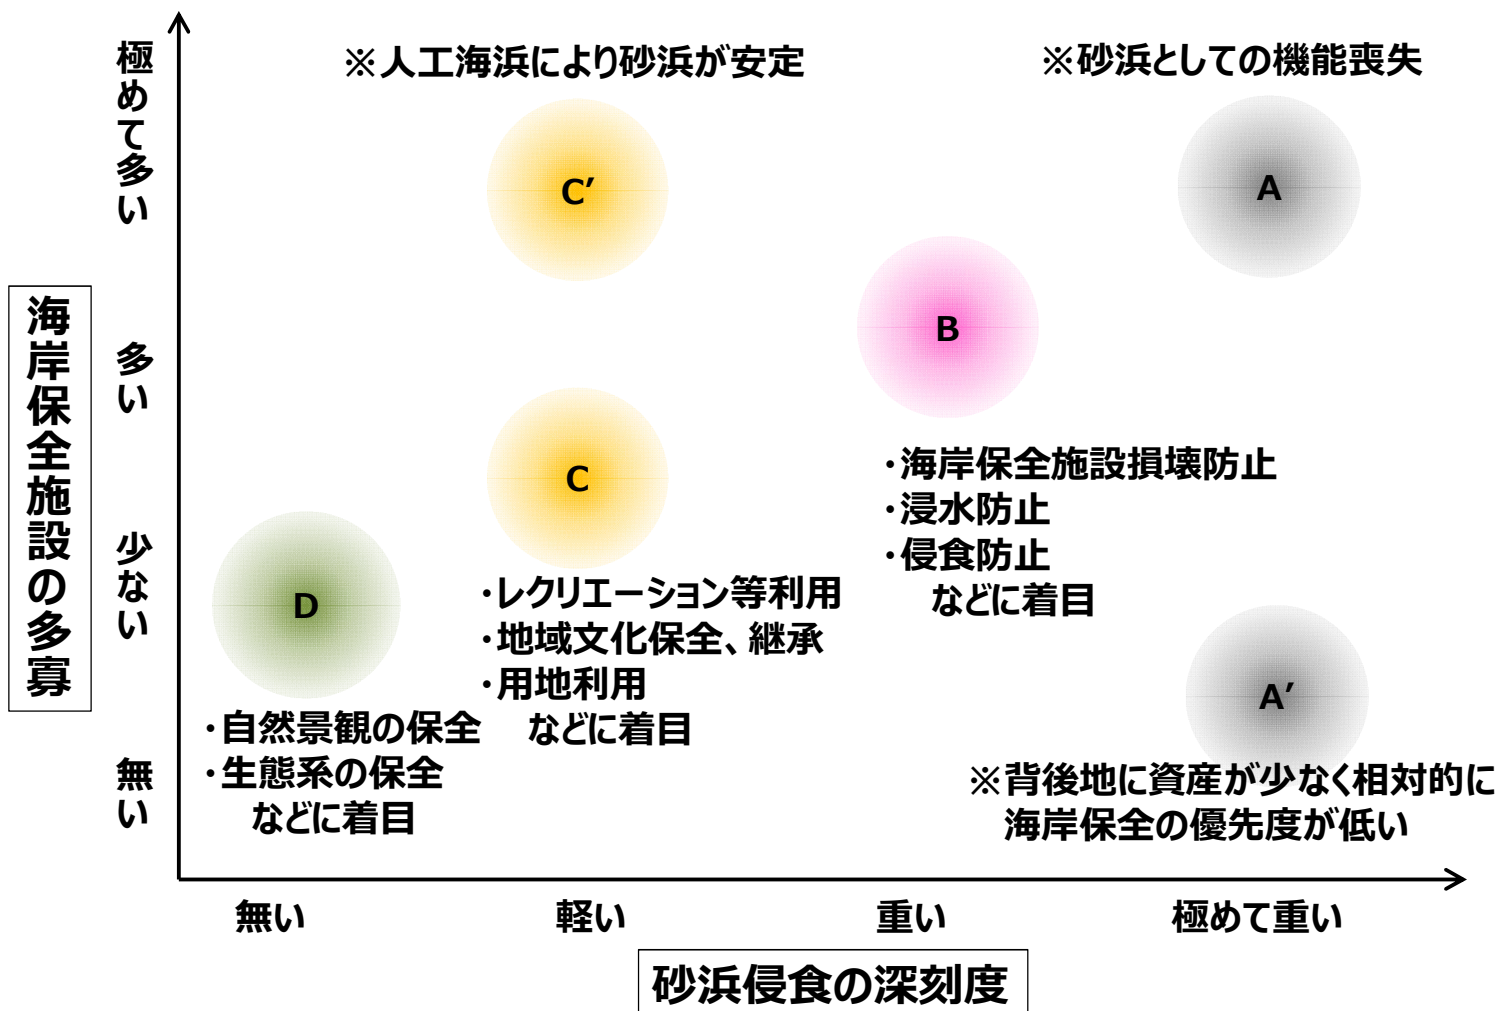 極めて多い
※人工海浜により砂浜が安定
※砂浜としての機能喪失
C′
A
海岸保全施設の多寡
多い
B
C
・海岸保全施設損壊防止
・浸水防止
・侵食防止
などに着目
少ない
D
・レクリエーション等利用
・地域文化保全、継承
・用地利用
などに着目
A′
・自然景観の保全
・生態系の保全
などに着目
無い
※背後地に資産が少なく相対的に
海岸保全の優先度が低い
無い
軽い
重い
極めて重い
砂浜侵食の深刻度